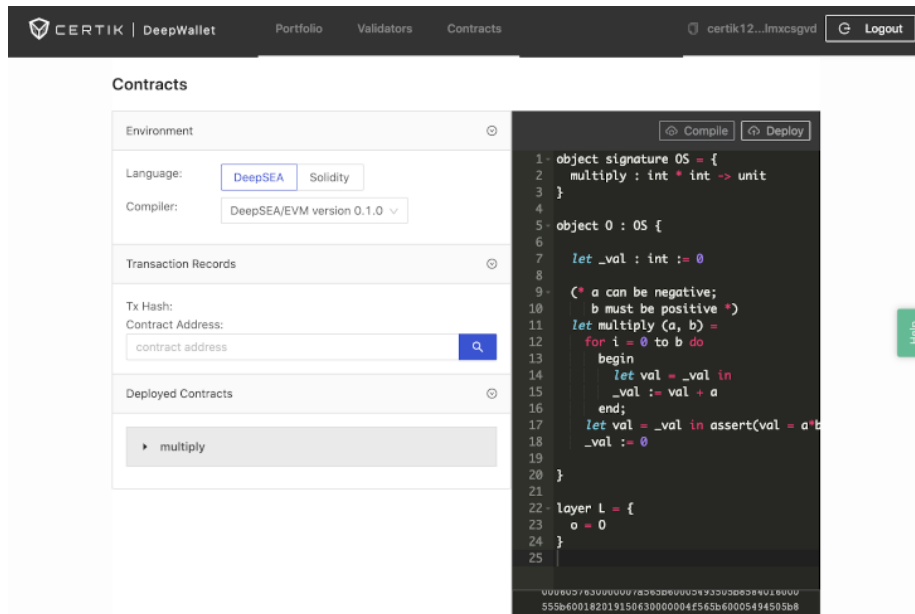 CERTIK | DeepWallet Portfolio Validators Contracts certik12...lmxcsgvd Logout
Contracts
Environment
Language: DeepSEA Solidity
Compiler: DeepSEA/EVM version 0.1.0
Transaction Records
Tx Hash:
Contract Address:
contract address
Deployed Contracts
multiply
Compile Deploy
1 object signature OS = {
2 multiply : int * int -> unit
3 }
4
5 object O : OS {
6
7 let _val : int := 0
8
9 (* a can be negative;
10 b must be positive *)
11 let multiply (a, b) =
12 for i = 0 to b do
13 begin
14 let val = _val in
15 _val := val + a
16 end;
17 let val = _val in assert(val = a*b
18 _val := 0
19
20 }
21
22 layer L = {
23 o = O
24 }
25
555b600182019150630000004f565b60005494505b8
Help